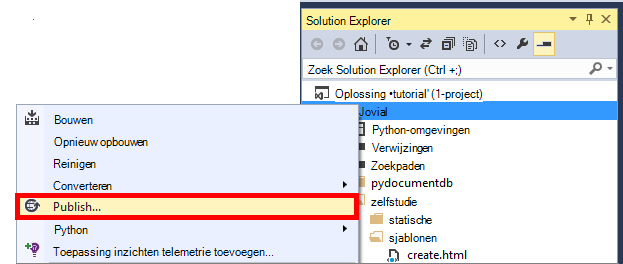 Solution Explorer
Zoek Solution Explorer (Ctrl +;)
Oplossing •tutorial' (1-project)
Jovial
Python-omgevingen
Verwijzingen
Zoekpaden
pydocumentdb
zelfstudie
statische
sjablonen
create.html
Bouwen
Opnieuw opbouwen
Reinigen
Converteren
Publish...
Python
Toepassing inzichten telemetrie toevoegen...